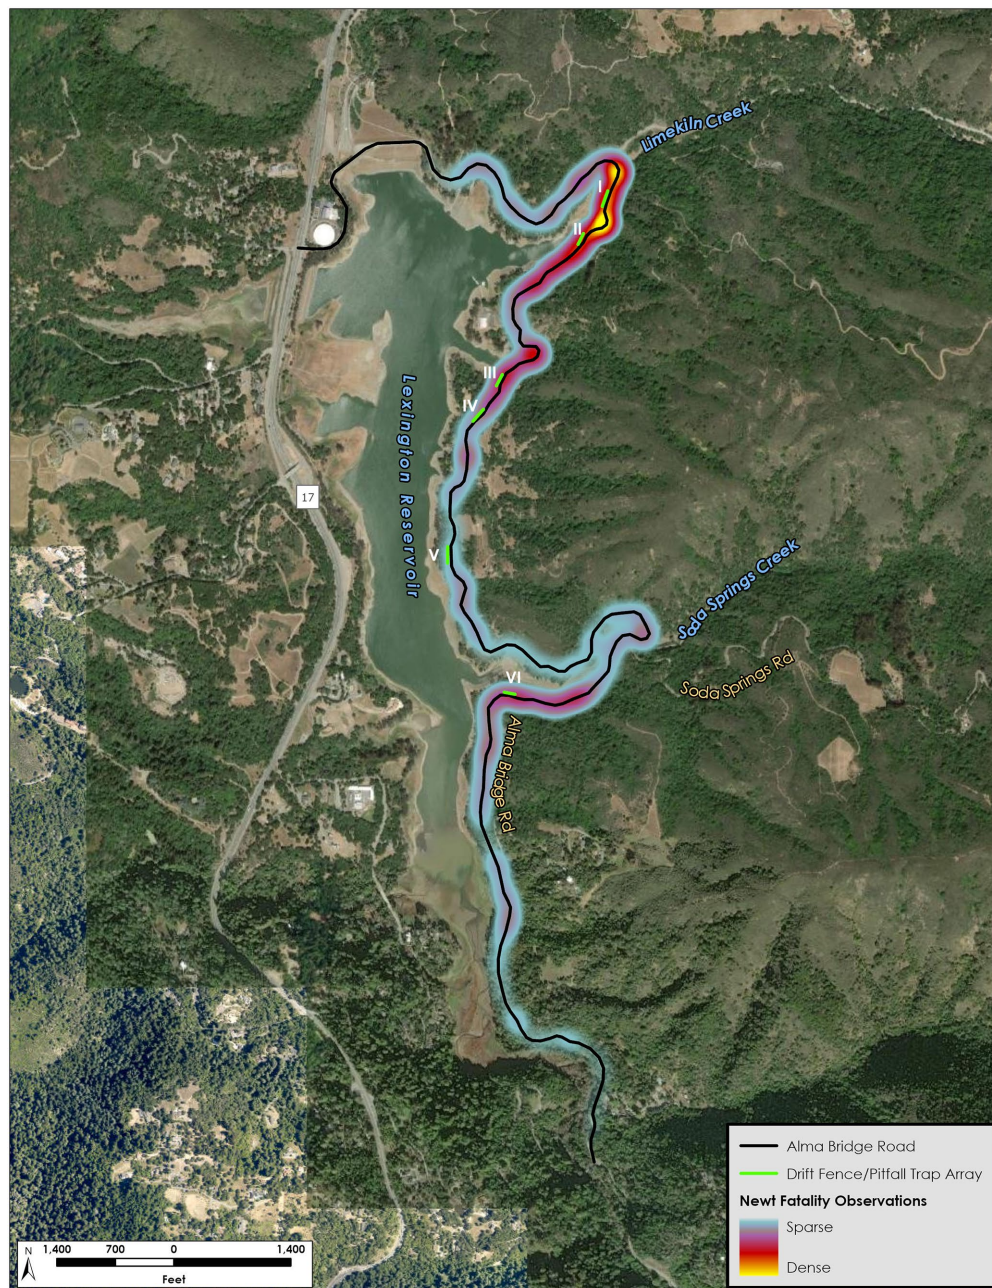 Limekiln Creek
I
II
III
IV
Lexington Reservoir
17
V
Soda Springs Creek
Soda Springs Rd
VI
Alma Bridge Rd
Alma Bridge Road
Drift Fence/Pitfall Trap Array
Newt Fatality Observations
Sparse
Dense
N
1,400 700 0 1,400
Feet